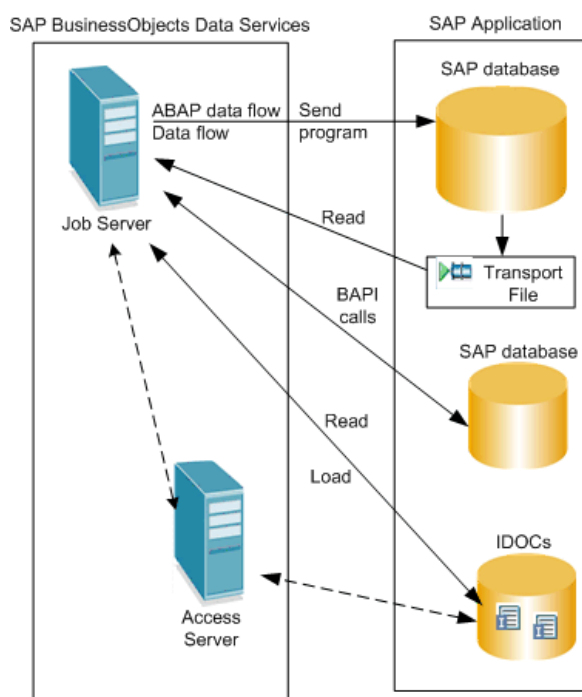 SAP BusinessObjects Data Services
SAP Application
SAP database
ABAP data flow
Data flow
Send
program
Job Server
Read
Transport
File
BAPI
calls
SAP database
Read
Load
IDOCs
Access
Server